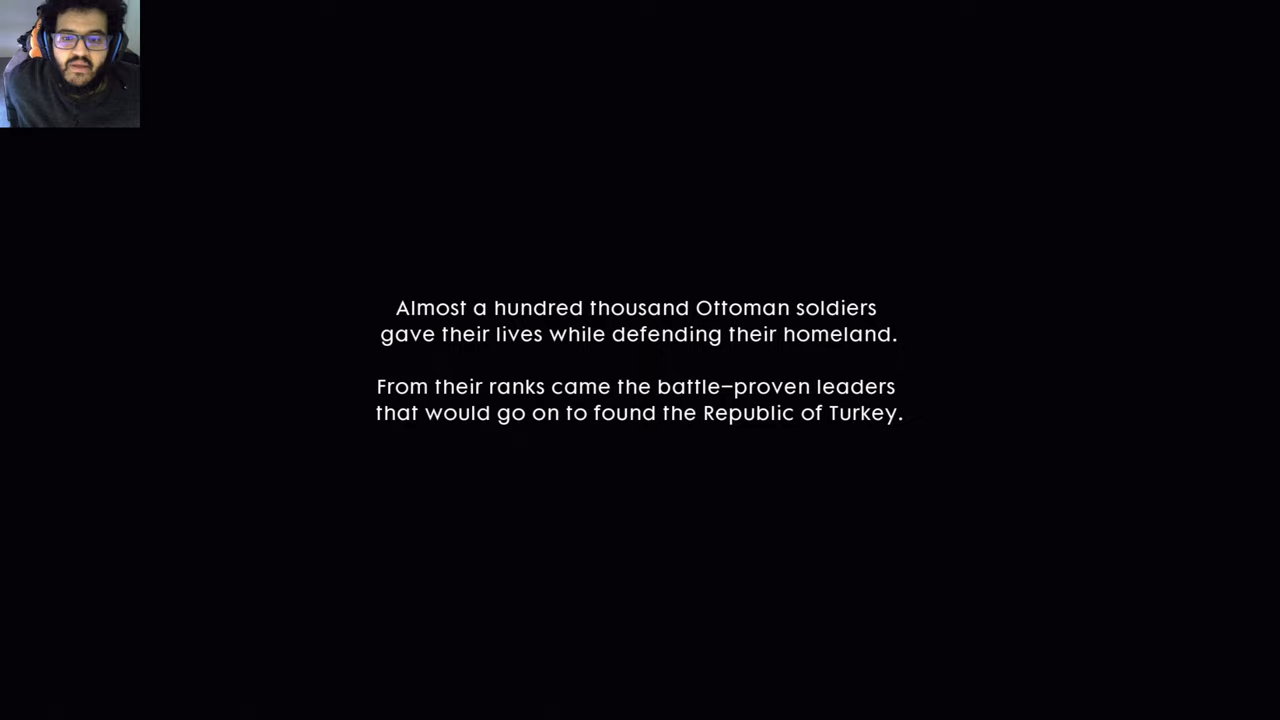 Almost a hundred thousand Ottoman soldiers
gave their lives while defending their homeland.
From their ranks came the battle–proven leaders
that would go on to found the Republic of Turkey.